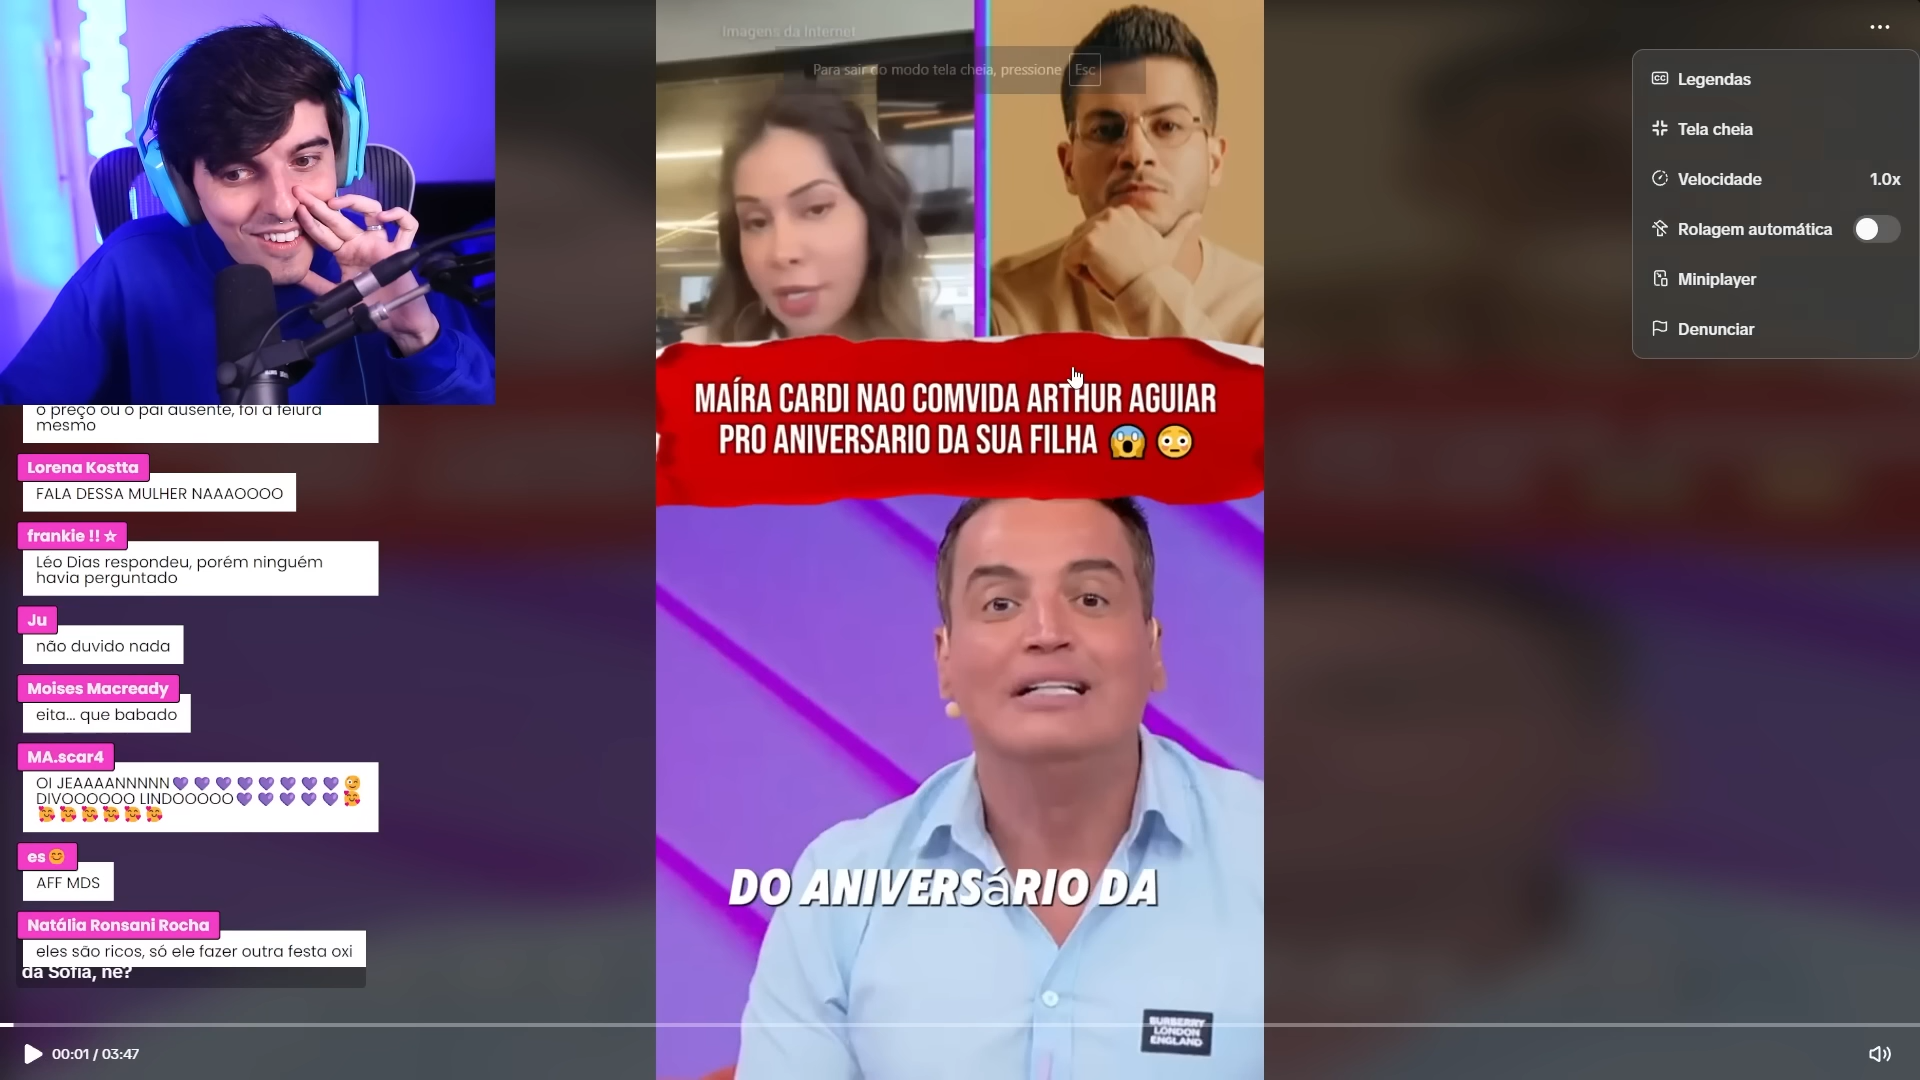 Imagens da Internet
Para sair do modo tela cheia, pressione Esc
Legendas
Tela cheia
Velocidade 1.0x
Rolagem automática
Miniplayer
Denunciar
MAÍRA CARDI NAO COMVIDA ARTHUR AGUIAR
PRO ANIVERSARIO DA SUA FILHA 😱 😳
o preço ou o pai ausente, foi a feiura
mesmo
Lorena Kostta
FALA DESSA MULHER NAAAOOOO
frankie !! ☆
Léo Dias respondeu, porém ninguém
havia perguntado
Ju
não duvido nada
Moises Macready
eita... que babado
MA.scar4
OI JEAAAANNNNN💜💜💜💜💜💜💜💜😉
DIVOOOOOO LINDOOOOO💜💜💜💜💜🥰
🥰🥰🥰🥰🥰🥰
es😊
AFF MDS
Natália Ronsani Rocha
eles são ricos, só ele fazer outra festa oxi
da Sofia, né?
DO ANIVERSáRIO DA
BURBERRY
LONDON
ENGLAND
00:01 / 03:47